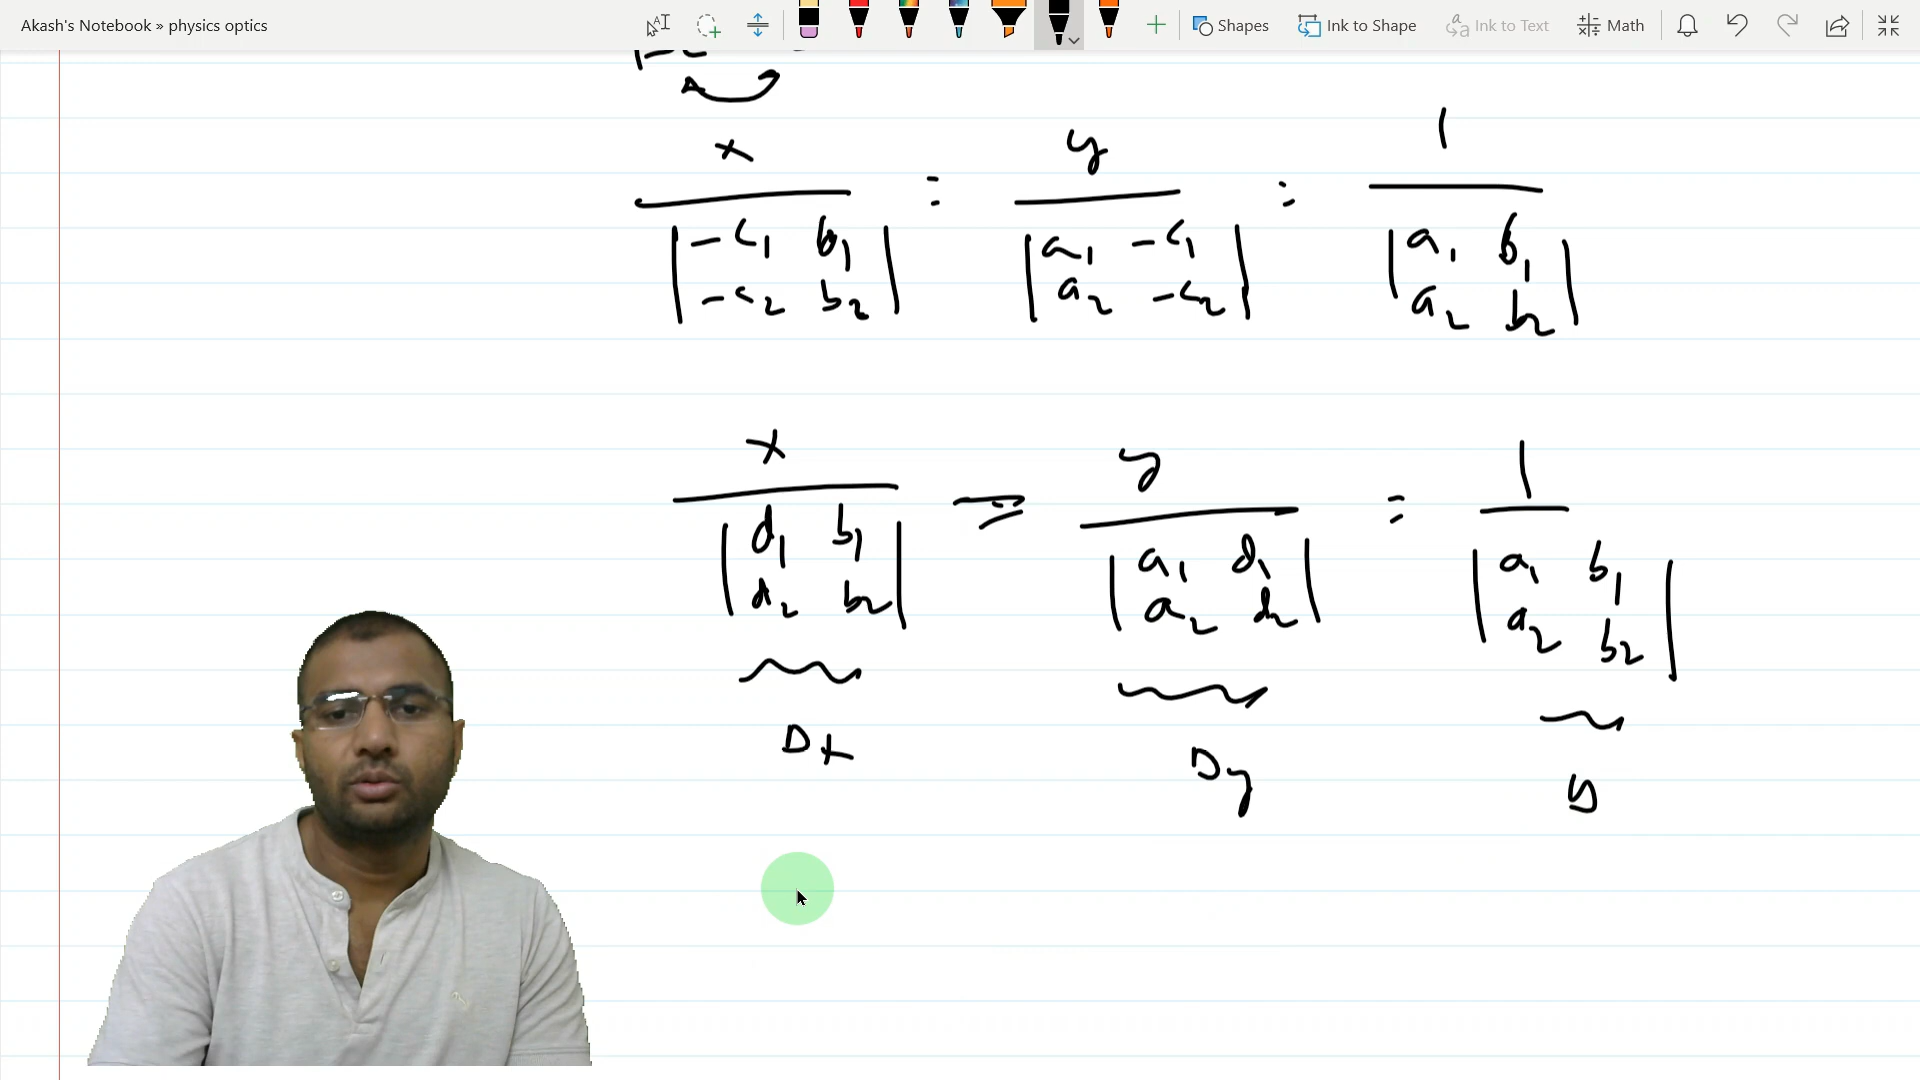 Akash's Notebook » physics optics
Shapes Ink to Shape Ink to Text Math
x = y = 1
|-c1 b1| |a1 -c1| |a1 b1|
|-c2 b2| |a2 -c2| |a2 b2|
x = y = 1
|d1 b1| |a1 d1| |a1 b1|
|d2 b2| |a2 d2| |a2 b2|
Dx Dy D